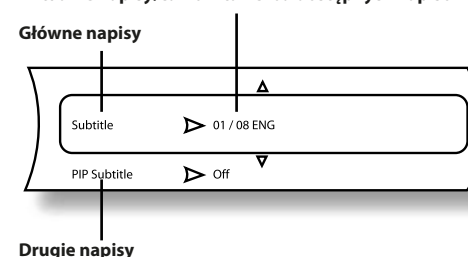 Główne napisy
Subtitle 01 / 08 ENG
PIP Subtitle Off
Drugie napisy